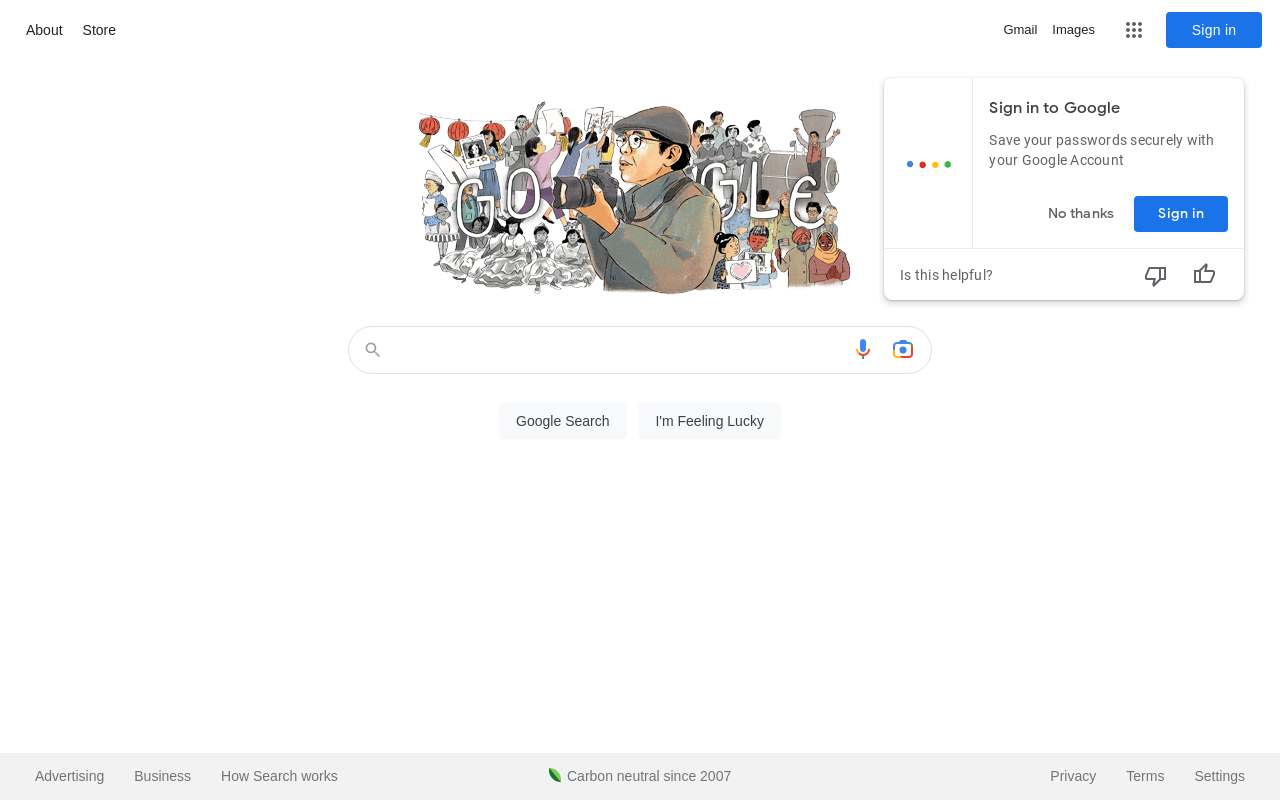 About Store
Gmail Images
Sign in
GO GLE
Sign in to Google
Save your passwords securely with
your Google Account
No thanks
Sign in
Is this helpful?
Google Search
I'm Feeling Lucky
Advertising
Business
How Search works
Carbon neutral since 2007
Privacy
Terms
Settings